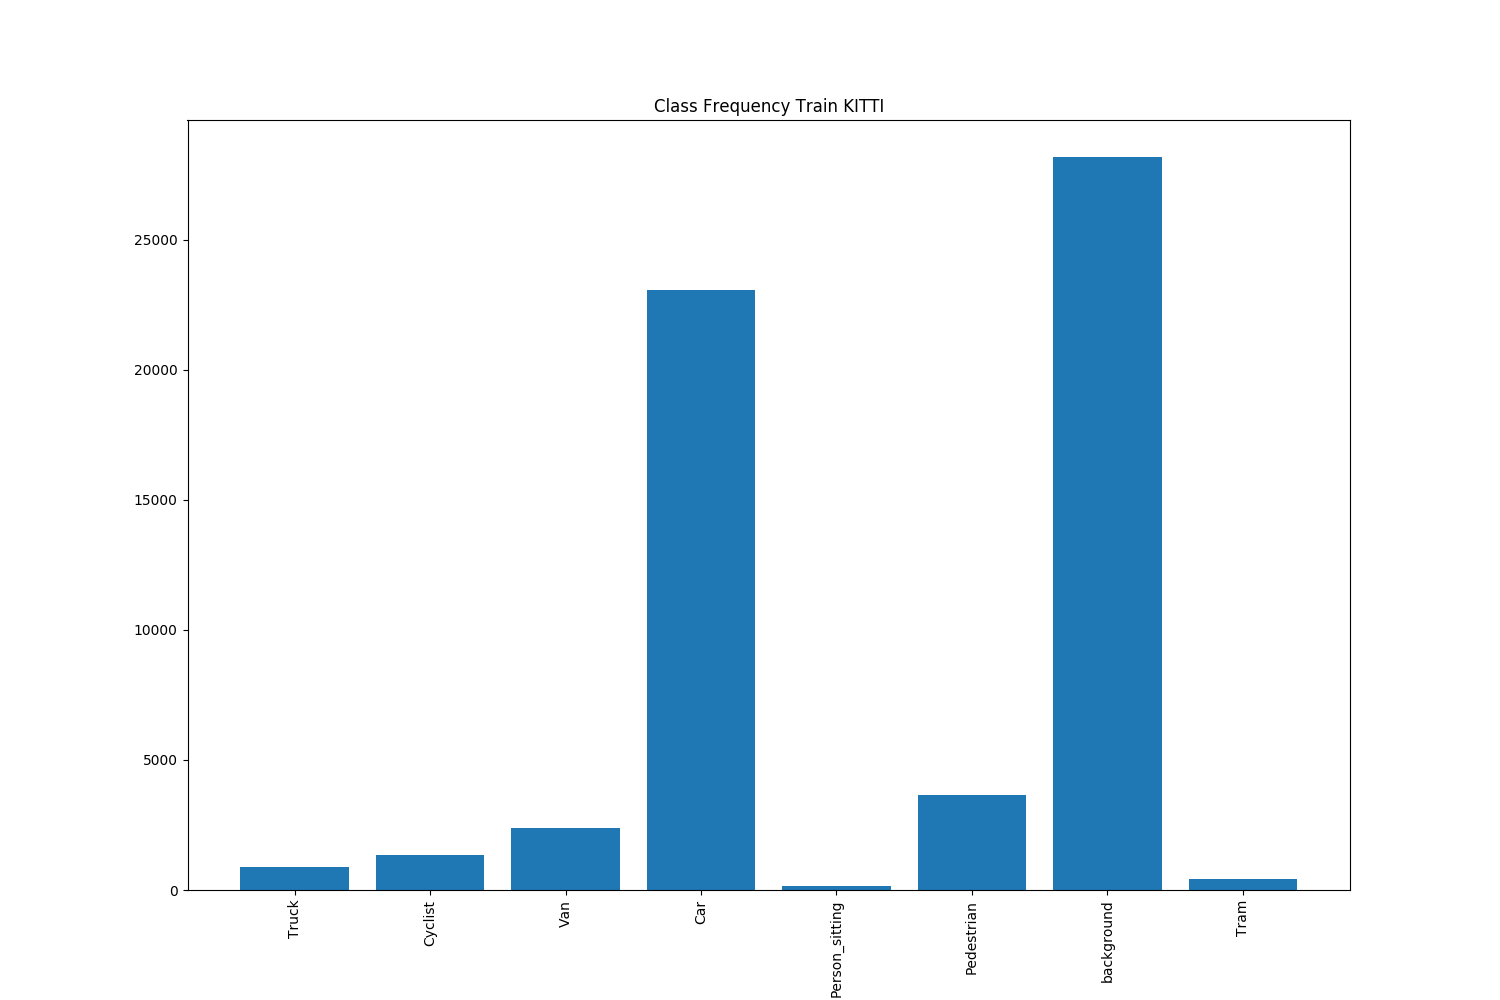 Class Frequency Train KITTI
25000
20000
15000
10000
5000
0
Truck
Cyclist
Van
Car
Person_sitting
Pedestrian
background
Tram